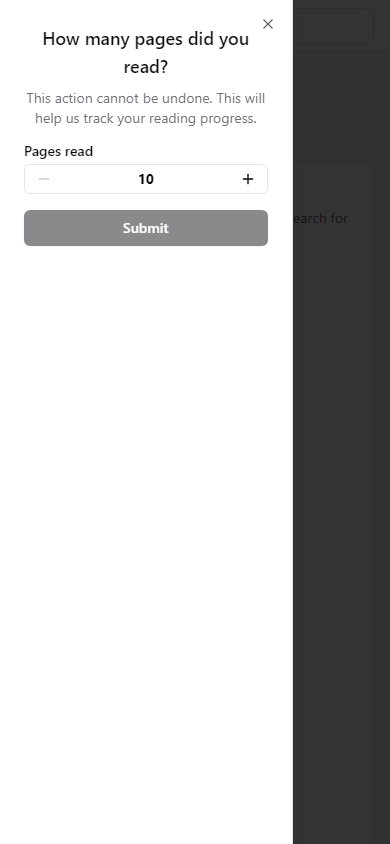 How many pages did you
read?
This action cannot be undone. This will
help us track your reading progress.
Pages read
10
Submit
earch for